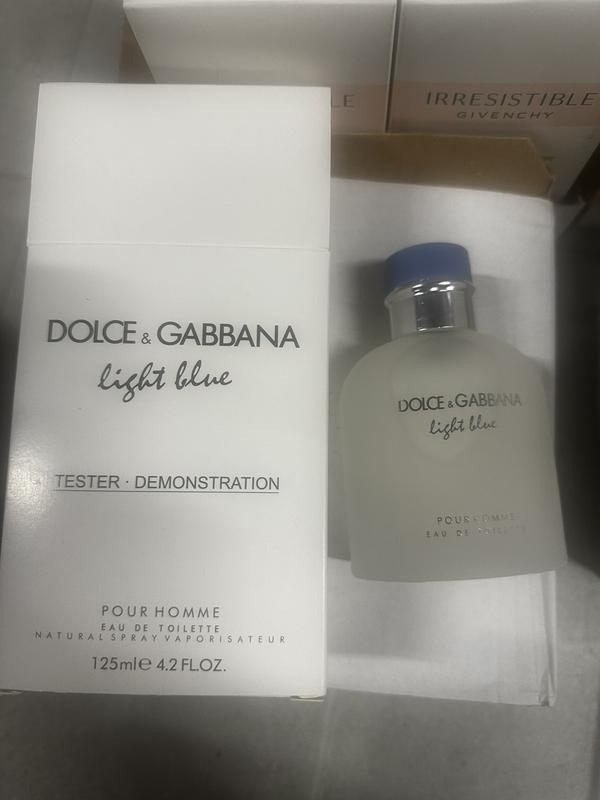 LE
IRRESISTIBLE
GIVENCHY
DOLCE & GABBANA
light blue
TESTER · DEMONSTRATION
POUR HOMME
EAU DE TOILETTE
NATURAL SPRAY VAPORISATEUR
125ml℮ 4.2 FL.OZ.
DOLCE & GABBANA
light blue
POUR HOMME
EAU DE TOILETTE